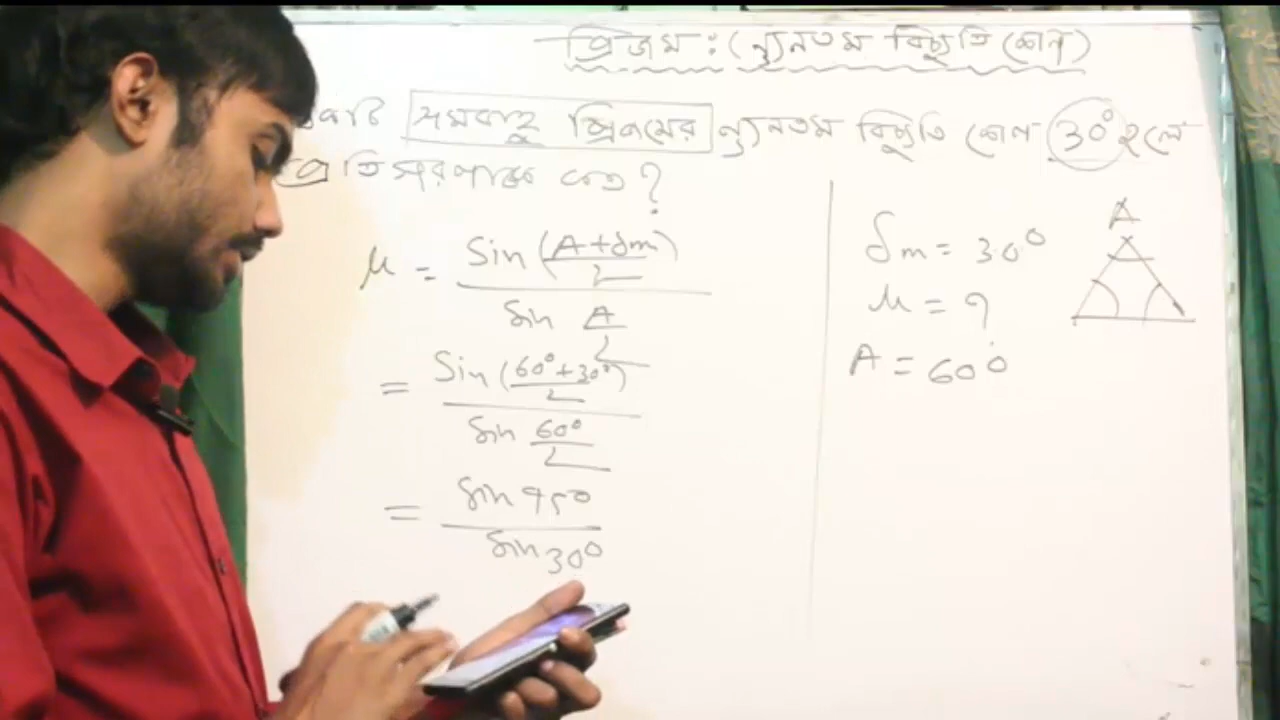 প্রিজম : (ন্যূনতম বিচ্যুতি কোণ)
একটি সমবাহু প্রিজমের ন্যূনতম বিচ্যুতি কোণ 30° হলে
প্রতিসরণাঙ্ক কত ?
μ = Sin (A+δm/2) / Sin A/2
= Sin (60°+30°/2) / Sin 60°/2
= Sin 45° / Sin 30°
δm = 30°
μ = ?
A = 60°
A